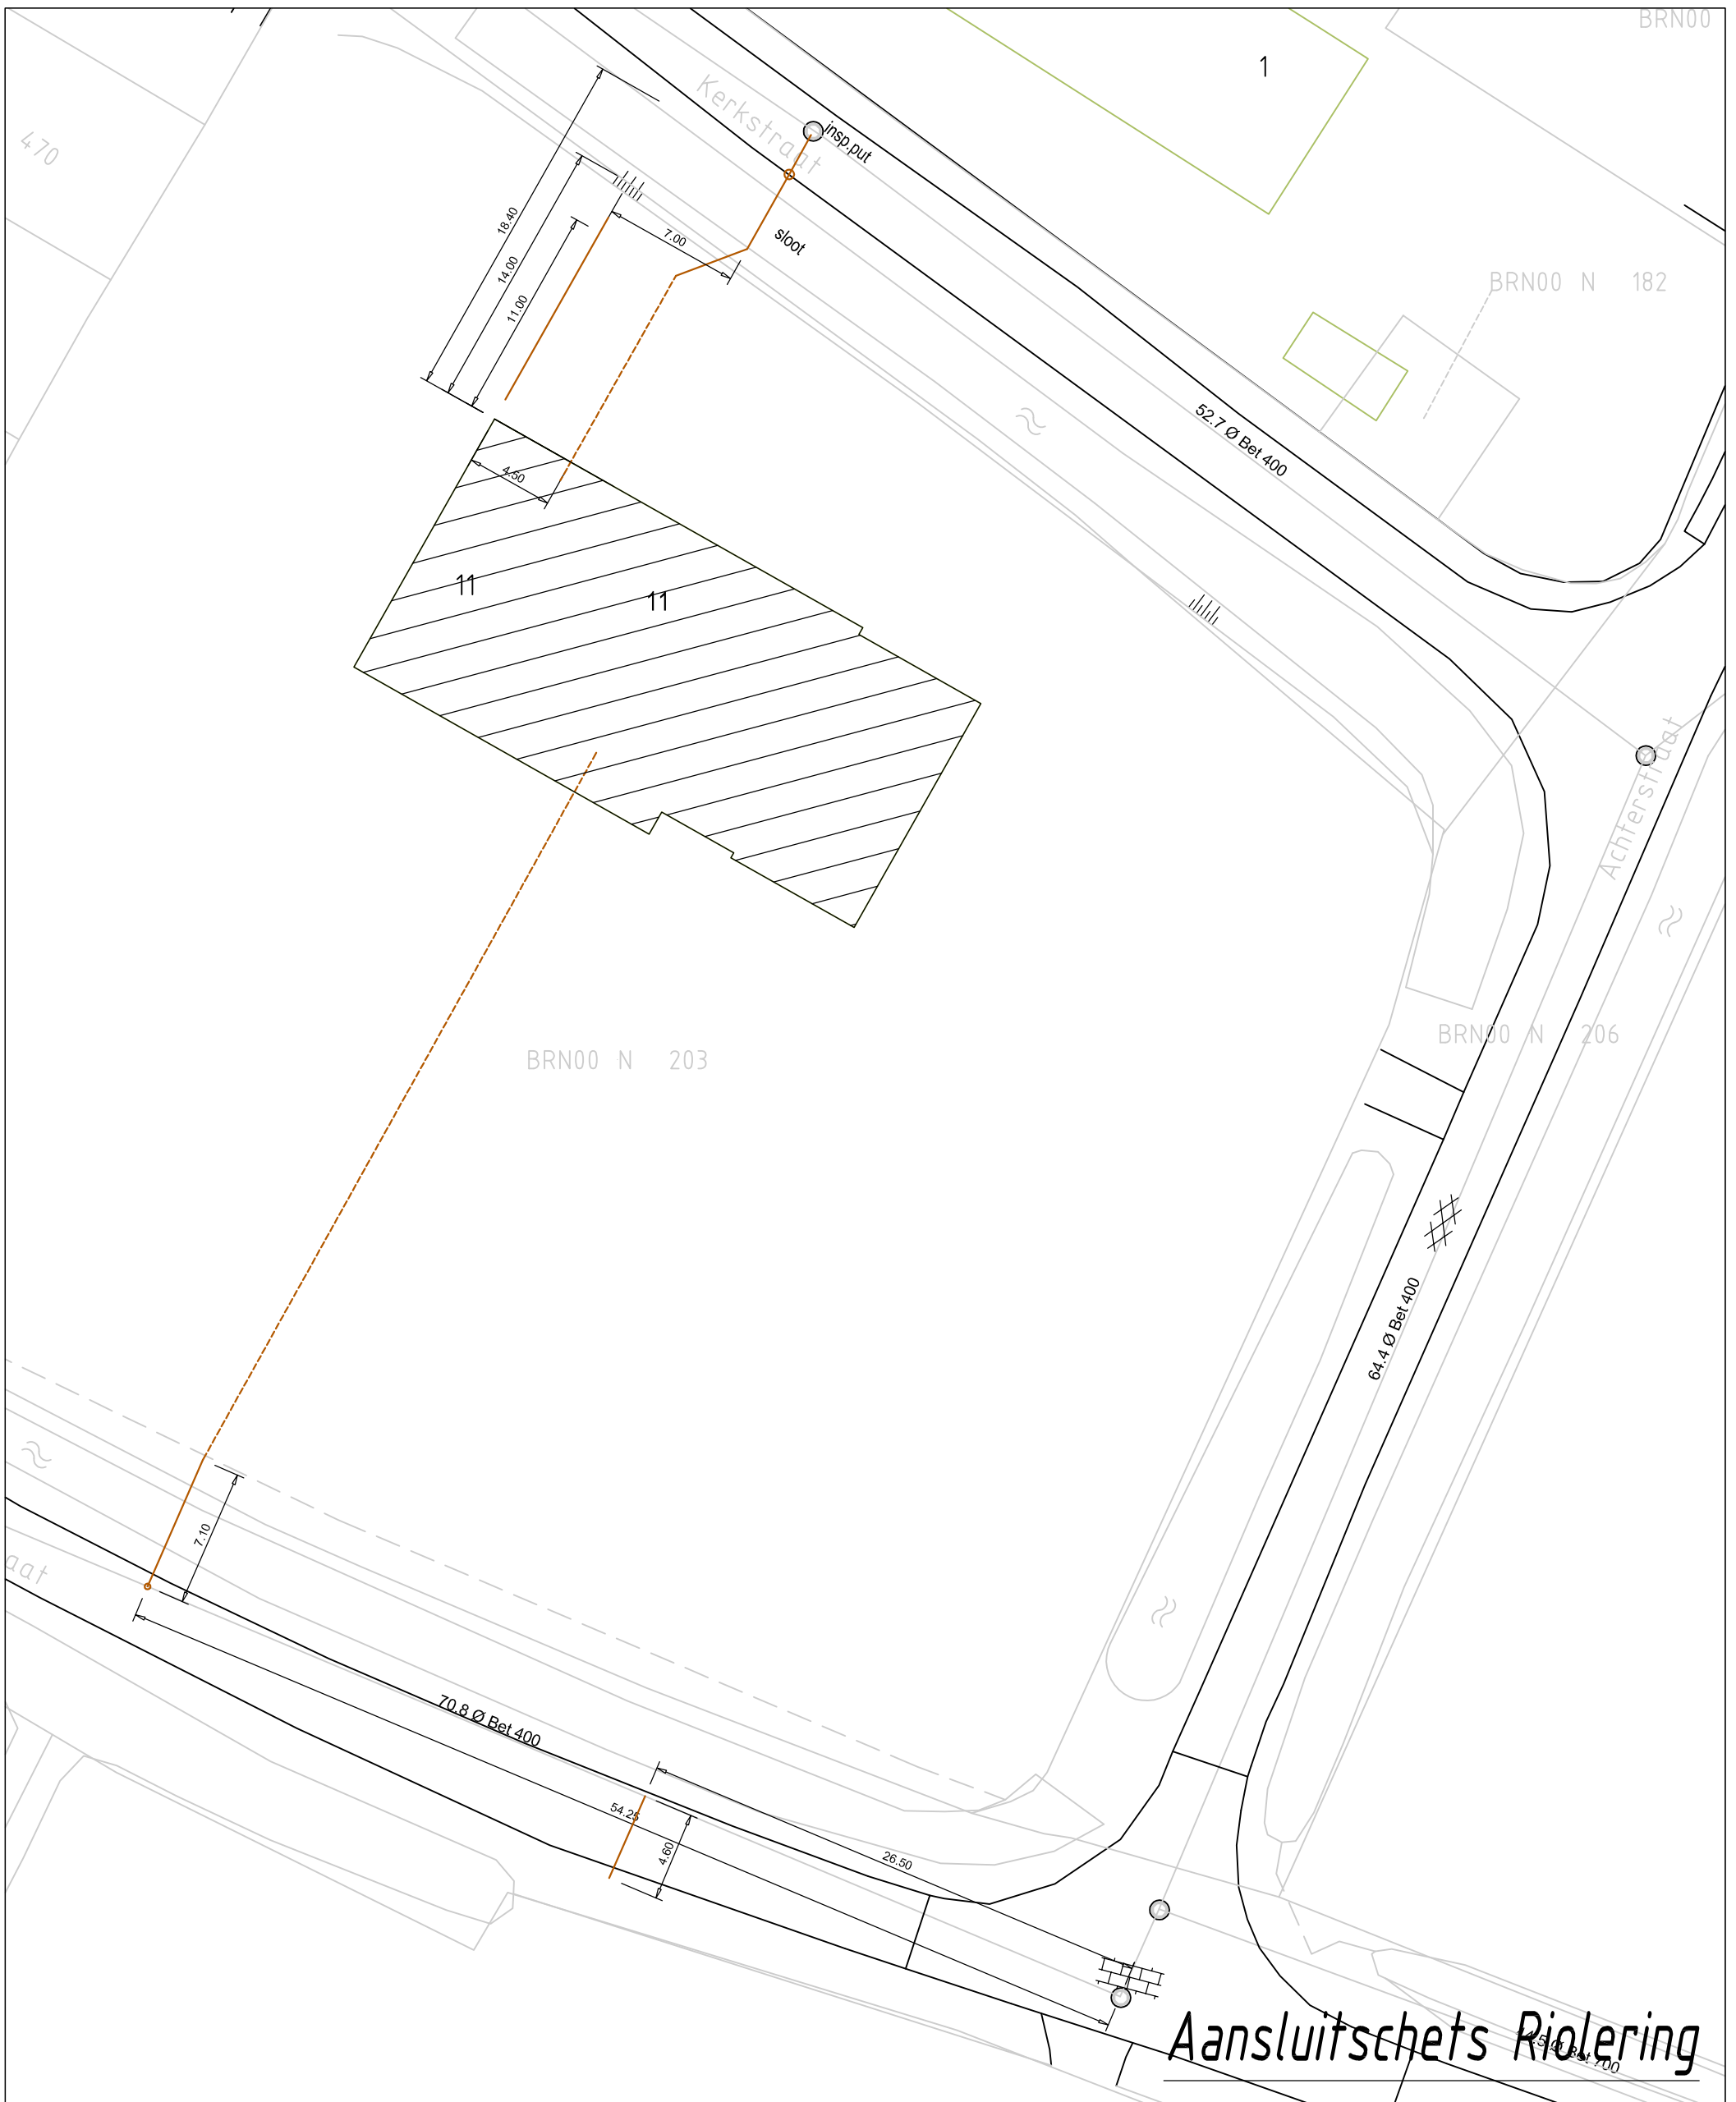 BRN00
1
Kerkstraat
insp.put
470
18.40
7.00
sloot
14.00
11.00
BRN00 N 182
52.7 Ø Bet 400
4.50
11
11
Achterstraat
BRN00 N 206
BRN00 N 203
64.4 Ø Bet 400
7.10
aat
70.8 Ø Bet 400
54.25
4.60
26.50
Aansluitschets Riolering